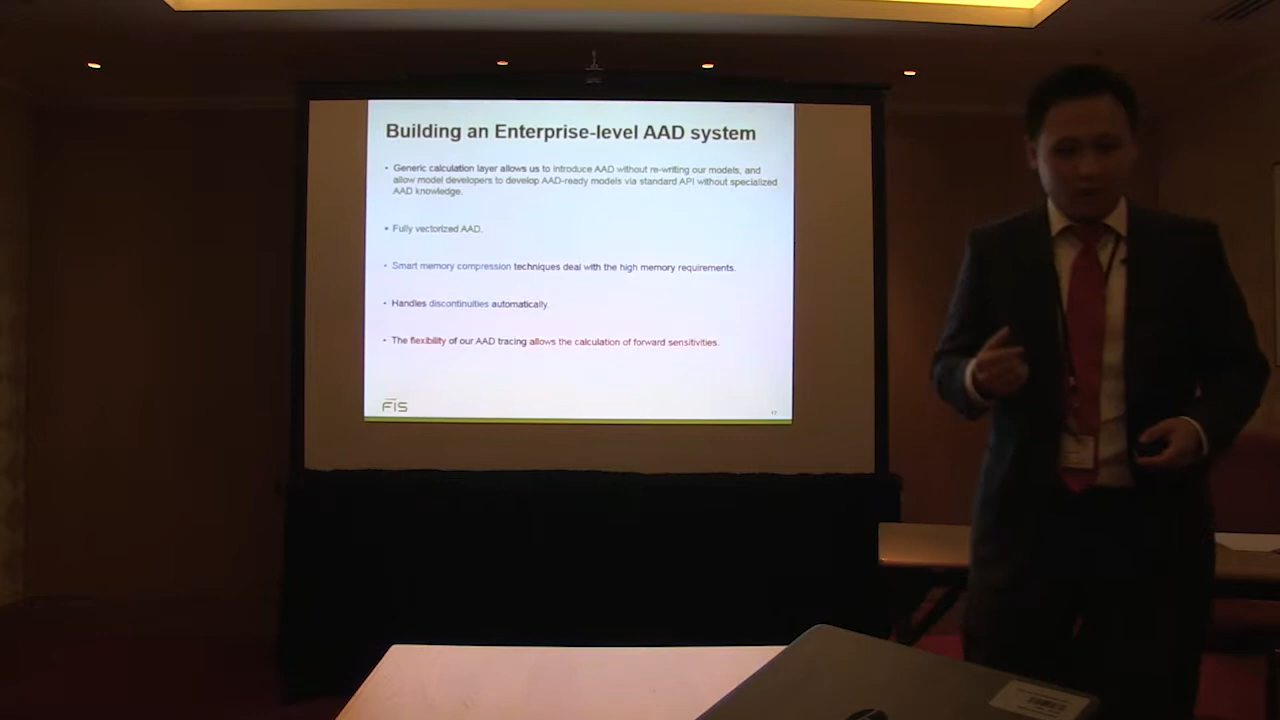 Building an Enterprise-level AAD system
• Generic calculation layer allows us to introduce AAD without re-writing our models, and
allow model developers to develop AAD-ready models via standard API without specialized
AAD knowledge.
• Fully vectorized AAD.
• Smart memory compression techniques deal with the high memory requirements.
• Handles discontinuities automatically.
• The flexibility of our AAD tracing allows the calculation of forward sensitivities.
FIS
17